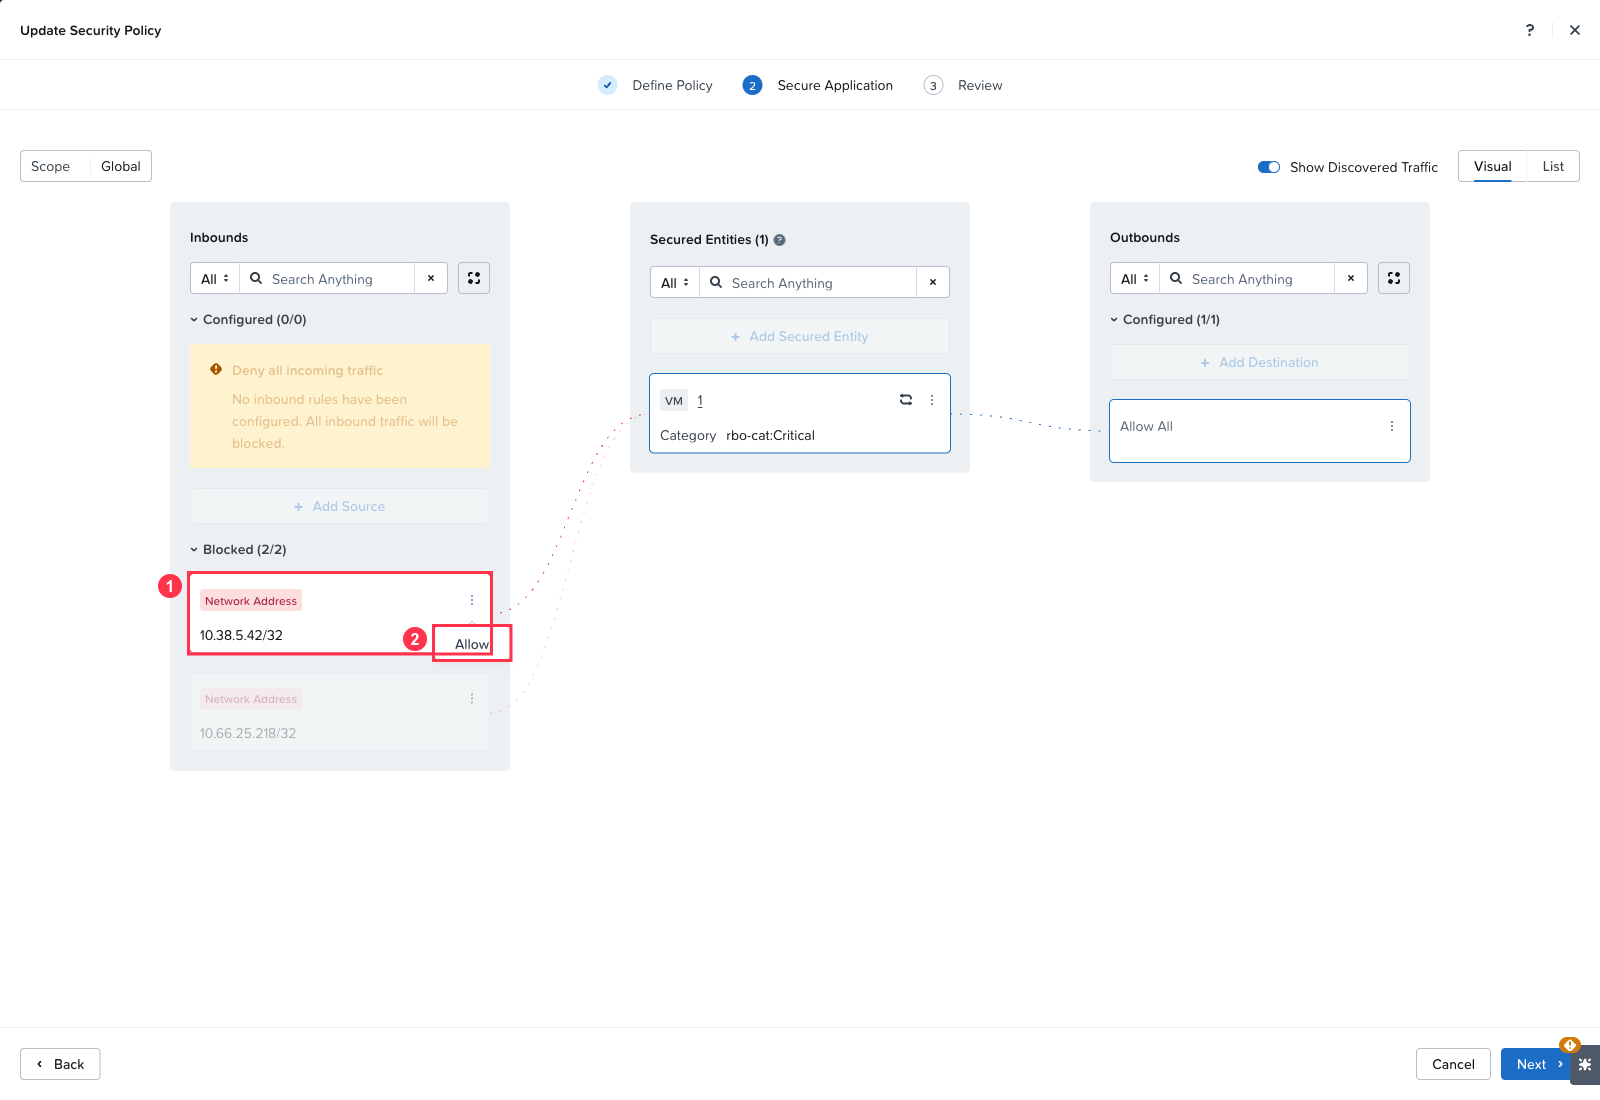 Update Security Policy
?
Define Policy
2 Secure Application
3 Review
Scope Global
Show Discovered Traffic
Visual List
Inbounds
All Search Anything
Configured (0/0)
Deny all incoming traffic
No inbound rules have been
configured. All inbound traffic will be
blocked.
+ Add Source
Blocked (2/2)
1
Network Address
10.38.5.42/32
2
Allow
Network Address
10.66.25.218/32
Secured Entities (1) ?
All Search Anything
+ Add Secured Entity
VM 1
Category rbo-cat:Critical
Outbounds
All Search Anything
Configured (1/1)
+ Add Destination
Allow All
Back
Cancel
Next